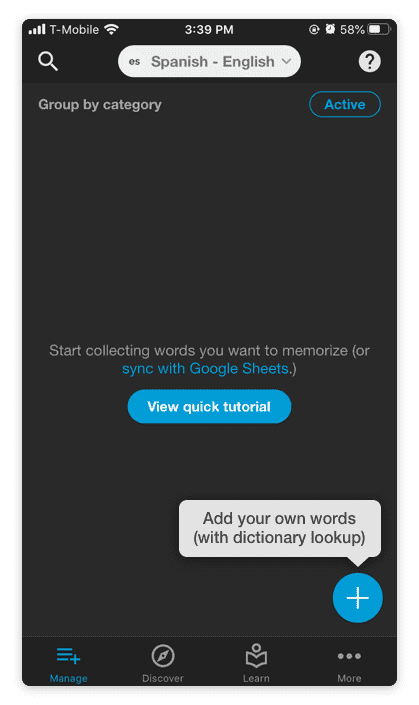 T-Mobile 3:39 PM 58%
es Spanish - English ?
Group by category Active
Start collecting words you want to memorize (or
sync with Google Sheets.)
View quick tutorial
Add your own words
(with dictionary lookup)
Manage Discover Learn More